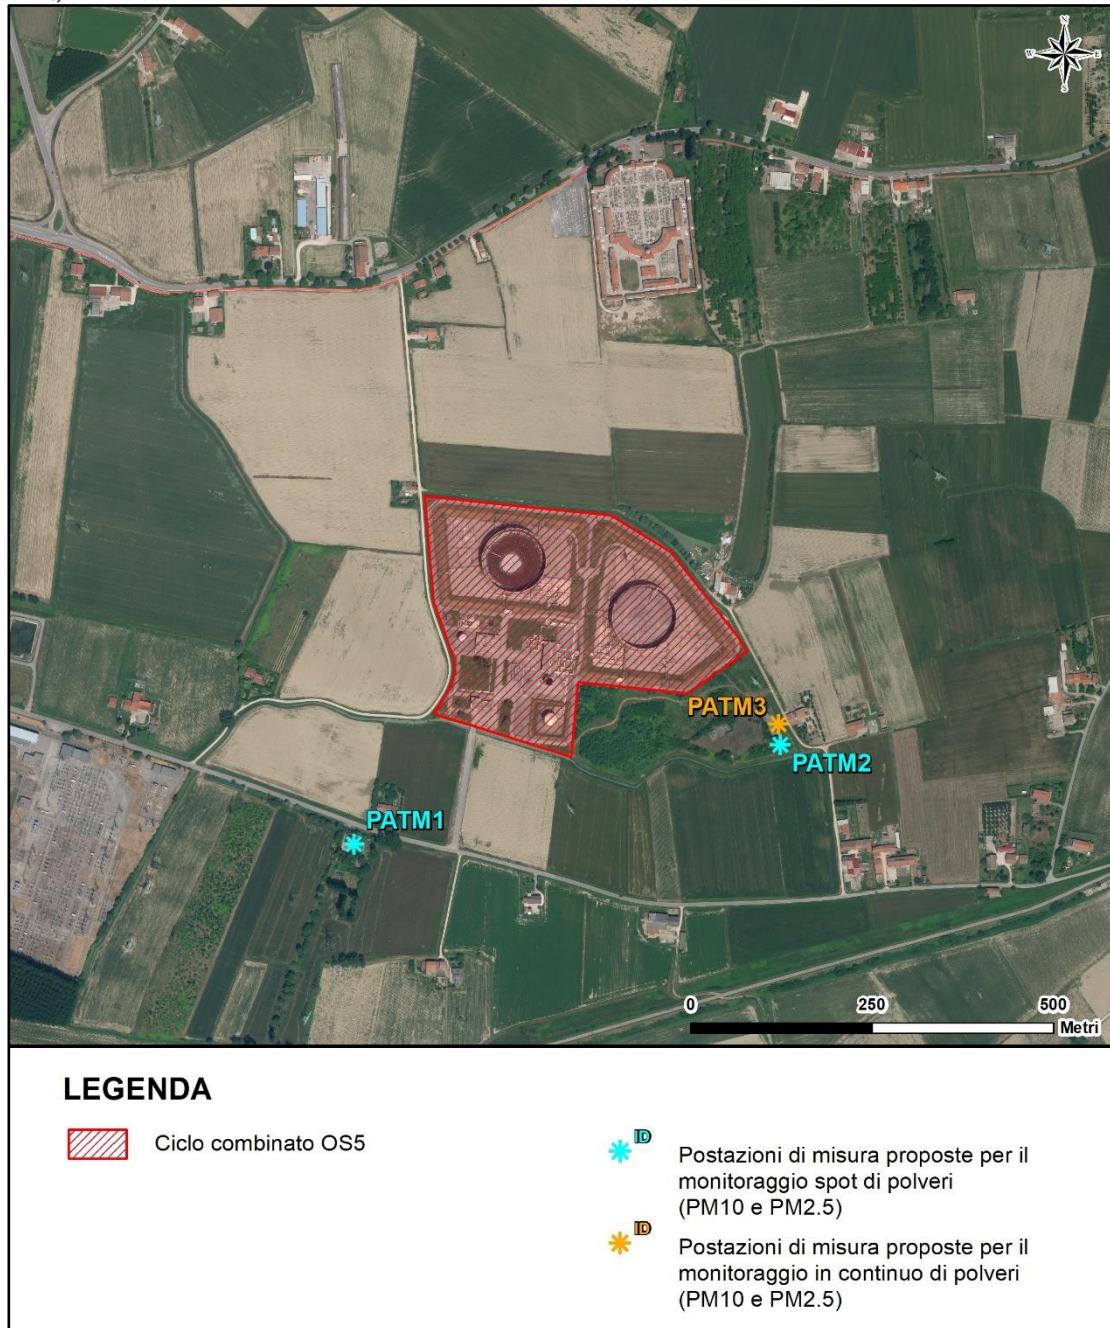 N
W E
S
PATM3
PATM2
PATM1
0 250 500
Metri
LEGENDA
Ciclo combinato OS5
ID
Postazioni di misura proposte per il
monitoraggio spot di polveri
(PM10 e PM2.5)
ID
Postazioni di misura proposte per il
monitoraggio in continuo di polveri
(PM10 e PM2.5)